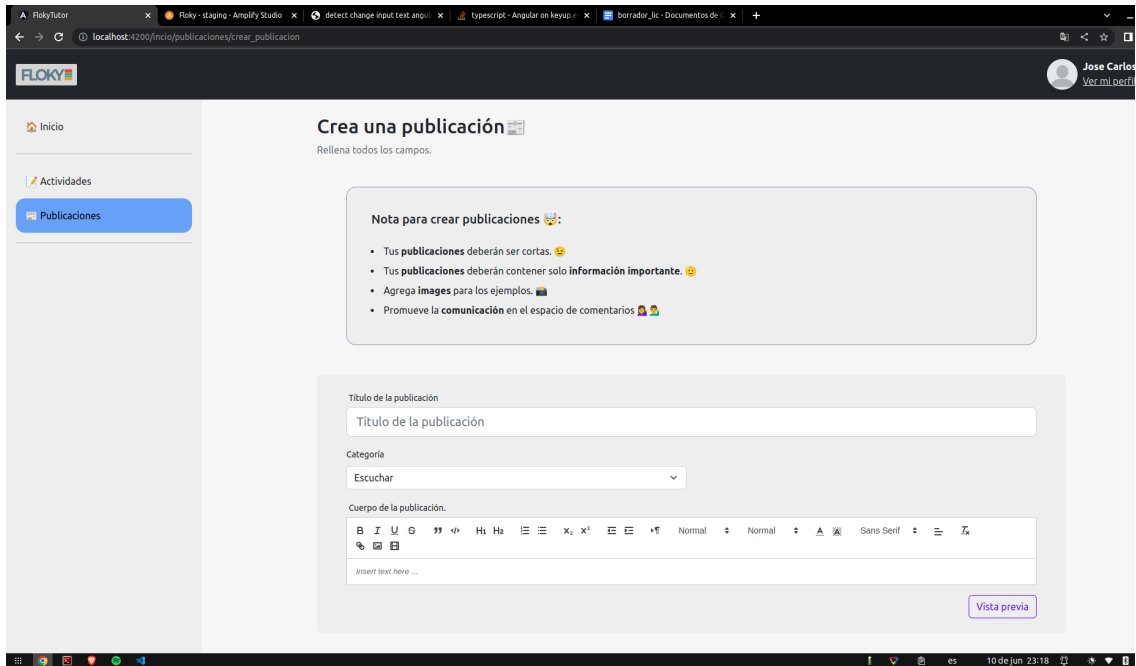 FlokyTutor
Floky - staging - Amplify Studio
detect change input text angul
typescript - Angular on keyup.e
borrador_lic - Documentos de
localhost:4200/incio/publicaciones/crear_publicacion
FLOKY
Jose Carlos
Ver mi perfil
Inicio
Actividades
Publicaciones
Crea una publicación
Rellena todos los campos.
Nota para crear publicaciones 🤯:
• Tus publicaciones deberán ser cortas. 😉
• Tus publicaciones deberán contener solo información importante.
• Agrega images para los ejemplos. 📸
• Promueve la comunicación en el espacio de comentarios
Título de la publicación
Título de la publicación
Categoría
Escuchar
Cuerpo de la publicación.
B I U S H1 H2 X2 X2 Normal Normal A Sans Serif Tx
Insert text here ...
Vista previa
es 10 de jun 23:18